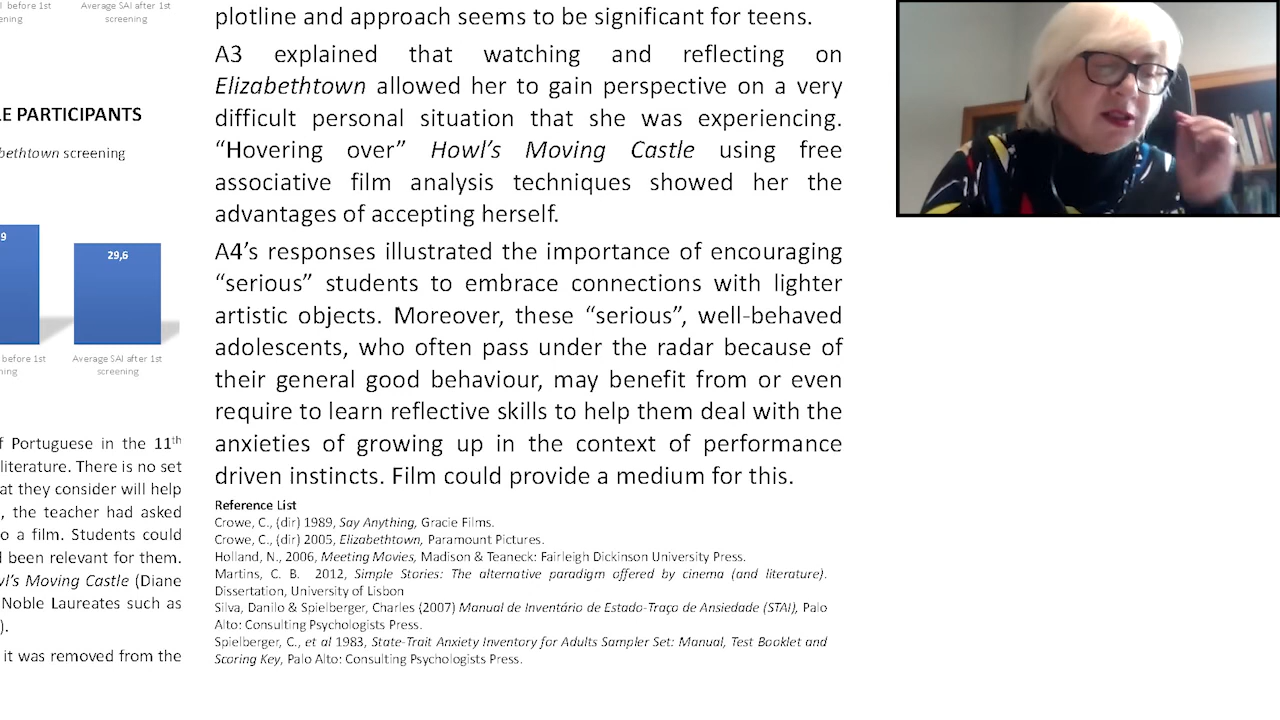 l before 1st
ening
Average SAI after 1st
screening
LE PARTICIPANTS
bethtown screening
9
29,6
before 1st
ning
Average SAI after 1st
screening
f Portuguese in the 11th
literature. There is no set
at they consider will help
, the teacher had asked
o a film. Students could
d been relevant for them.
wl’s Moving Castle (Diane
Noble Laureates such as
).
it was removed from the
plotline and approach seems to be significant for teens.
A3 explained that watching and reflecting on
Elizabethtown allowed her to gain perspective on a very
difficult personal situation that she was experiencing.
“Hovering over” Howl’s Moving Castle using free
associative film analysis techniques showed her the
advantages of accepting herself.
A4’s responses illustrated the importance of encouraging
“serious” students to embrace connections with lighter
artistic objects. Moreover, these “serious”, well-behaved
adolescents, who often pass under the radar because of
their general good behaviour, may benefit from or even
require to learn reflective skills to help them deal with the
anxieties of growing up in the context of performance
driven instincts. Film could provide a medium for this.
Reference List
Crowe, C., (dir) 1989, Say Anything, Gracie Films.
Crowe, C., (dir) 2005, Elizabethtown, Paramount Pictures.
Holland, N., 2006, Meeting Movies, Madison & Teaneck: Fairleigh Dickinson University Press.
Martins, C. B. 2012, Simple Stories: The alternative paradigm offered by cinema (and literature).
Dissertation, University of Lisbon
Silva, Danilo & Spielberger, Charles (2007) Manual de Inventário de Estado-Traço de Ansiedade (STAI), Palo
Alto: Consulting Psychologists Press.
Spielberger, C., et al 1983, State-Trait Anxiety Inventory for Adults Sampler Set: Manual, Test Booklet and
Scoring Key, Palo Alto: Consulting Psychologists Press.